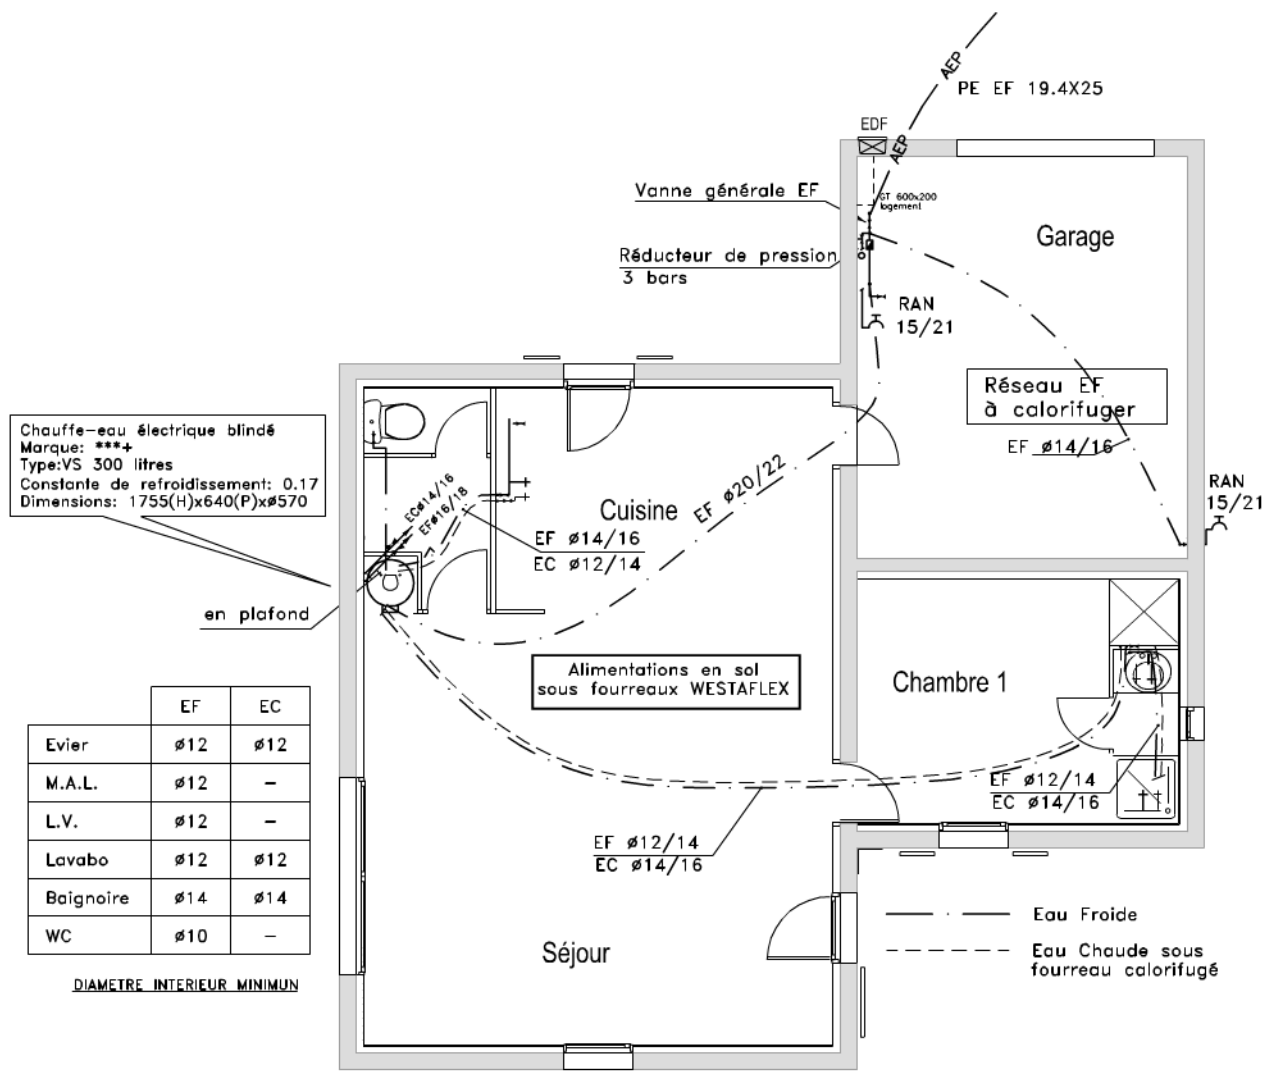 AEP
PE EF 19.4X25
EDF
AEP
Vanne générale EF
GT 600x200
logement
Garage
Réducteur de pression
3 bars
RAN
15/21
Réseau EF
à calorifuger
EF ø14/16
RAN
15/21
Chauffe-eau électrique blindé
Marque: ***+
Type:VS 300 litres
Constante de refroidissement: 0.17
Dimensions: 1755(H)x640(P)xø570
ECø14/16
EFø16/18
Cuisine
EF ø20/22
EF ø14/16
EC ø12/14
en plafond
Alimentations en sol
sous fourreaux WESTAFLEX
Chambre 1
EF EC
Evier ø12 ø12
M.A.L. ø12 -
L.V. ø12 -
Lavabo ø12 ø12
Baignoire ø14 ø14
WC ø10 -
DIAMETRE INTERIEUR MINIMUN
EF ø12/14
EC ø14/16
EF ø12/14
EC ø14/16
Séjour
Eau Froide
Eau Chaude sous
fourreau calorifugé